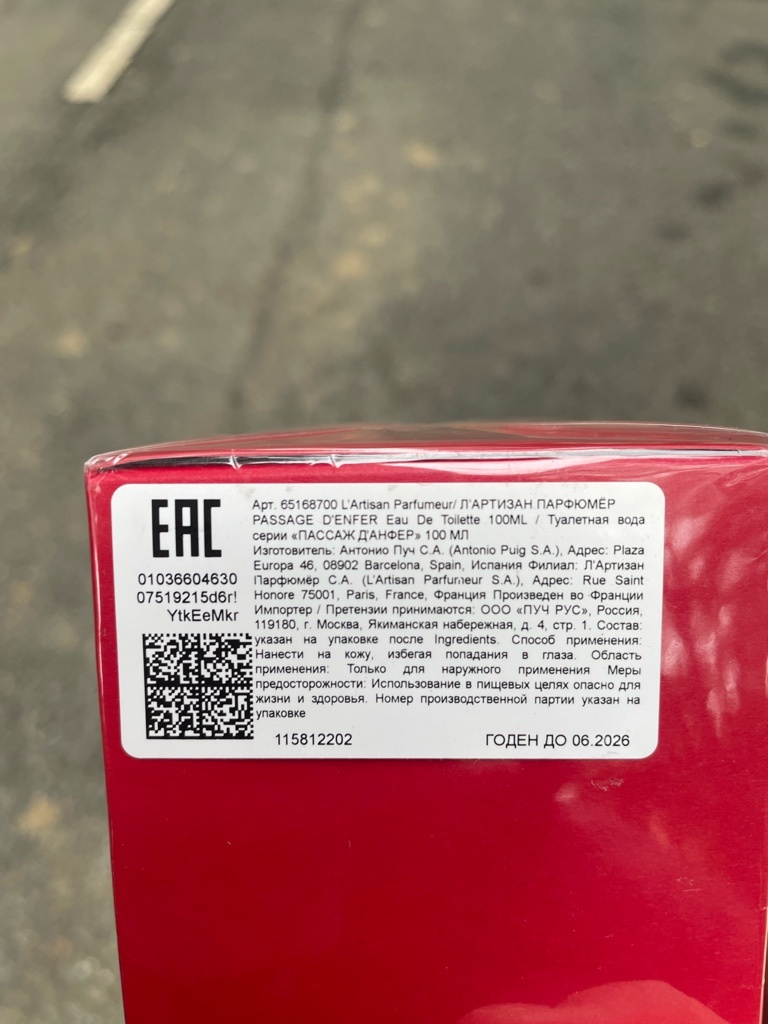 EAC
01036604630
07519215d6r!
YtkEeMkr
Арт. 65168700 L'Artisan Parfumeur/ Л'АРТИЗАН ПАРФЮМЁР
PASSAGE D'ENFER Eau De Toilette 100ML / Туалетная вода
серии «ПАССАЖ Д'АНФЕР» 100 МЛ
Изготовитель: Антонио Пуч С.А. (Antonio Puig S.A.), Адрес: Plaza
Europa 46, 08902 Barcelona, Spain, Испания Филиал: Л'Артизан
Парфюмёр С.А. (L'Artisan Parfumeur S.A.), Адрес: Rue Saint
Honore 75001, Paris, France, Франция Произведен во Франции
Импортер / Претензии принимаются: ООО «ПУЧ РУС», Россия,
119180, г. Москва, Якиманская набережная, д. 4, стр. 1. Состав:
указан на упаковке после Ingredients. Способ применения:
Нанести на кожу, избегая попадания в глаза. Область
применения: Только для наружного применения Меры
предосторожности: Использование в пищевых целях опасно для
жизни и здоровья. Номер производственной партии указан на
упаковке
115812202 ГОДЕН ДО 06.2026